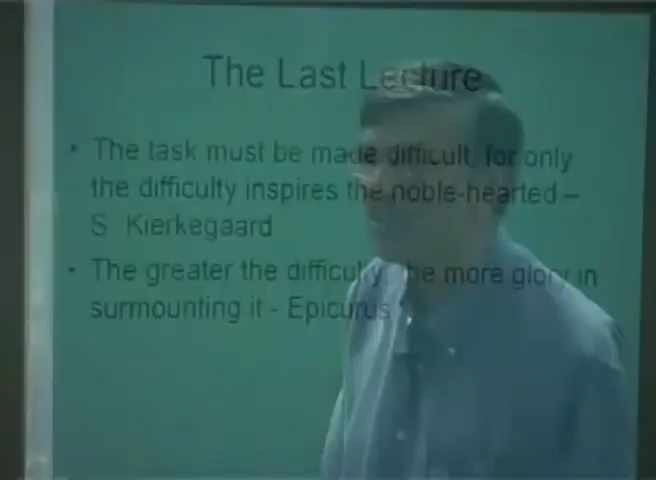 The Last Lecture
• The task must be made difficult, for only
the difficulty inspires the noble-hearted –
S. Kierkegaard
• The greater the difficulty, the more glory in
surmounting it - Epicurus